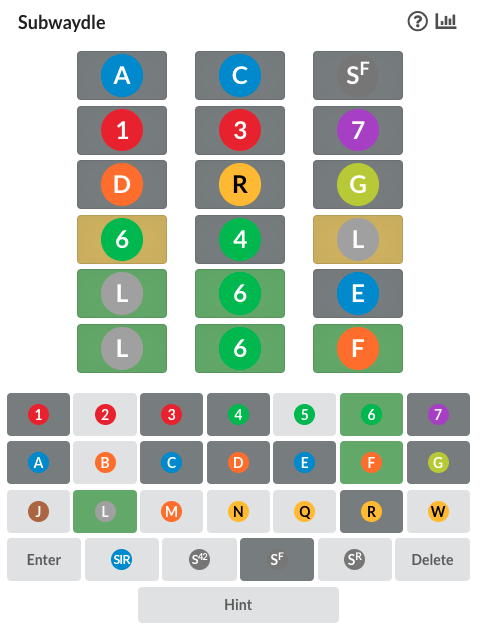 Subwaydle ?
A C SF
1 3 7
D R G
6 4 L
L 6 E
L 6 F
1 2 3 4 5 6 7
A B C D E F G
J L M N Q R W
Enter SIR S42 SF SR Delete
Hint